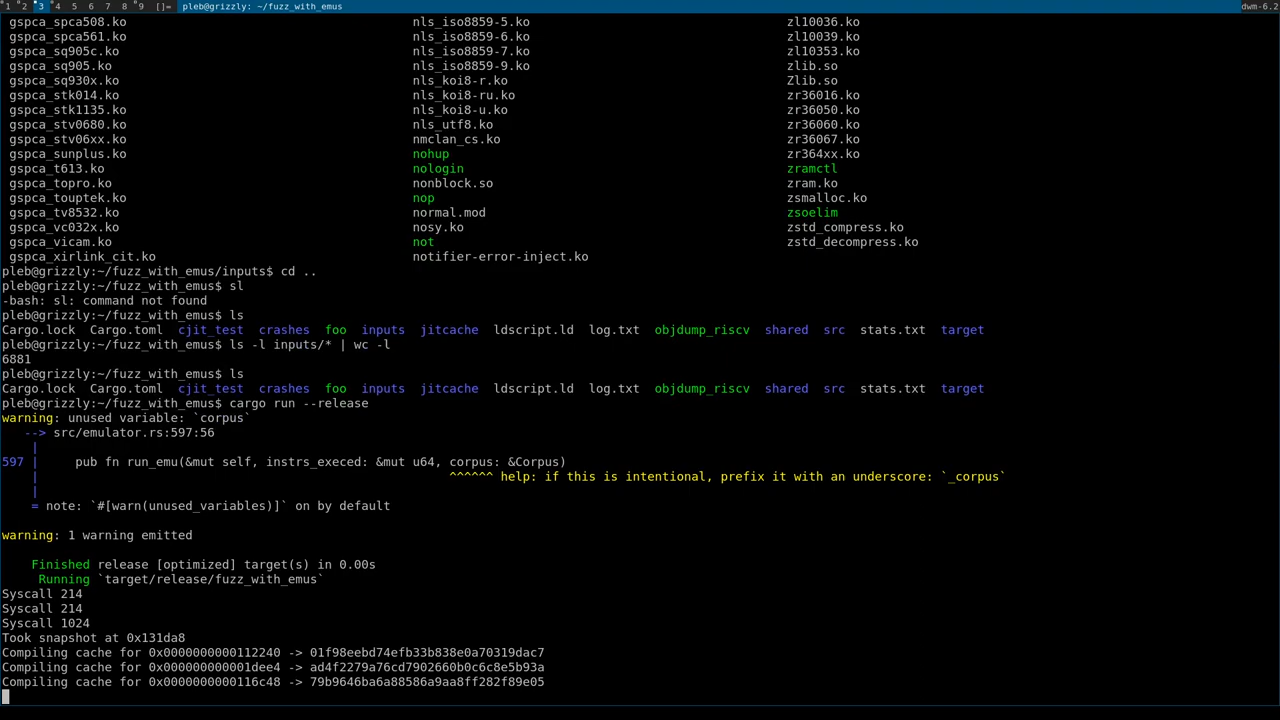 1 2 3 4 5 6 7 8 9 []= pleb@grizzly: ~/fuzz_with_emus dwm-6.2
gspca_spca508.ko nls_iso8859-5.ko zl10036.ko
gspca_spca561.ko nls_iso8859-6.ko zl10039.ko
gspca_sq905c.ko nls_iso8859-7.ko zl10353.ko
gspca_sq905.ko nls_iso8859-9.ko zlib.so
gspca_sq930x.ko nls_koi8-r.ko Zlib.so
gspca_stk014.ko nls_koi8-ru.ko zr36016.ko
gspca_stk1135.ko nls_koi8-u.ko zr36050.ko
gspca_stv0680.ko nls_utf8.ko zr36060.ko
gspca_stv06xx.ko nmclan_cs.ko zr36067.ko
gspca_sunplus.ko nohup zr364xx.ko
gspca_t613.ko nologin zramctl
gspca_topro.ko nonblock.so zram.ko
gspca_touptek.ko nop zsmalloc.ko
gspca_tv8532.ko normal.mod zsoelim
gspca_vc032x.ko nosy.ko zstd_compress.ko
gspca_vicam.ko not zstd_decompress.ko
gspca_xirlink_cit.ko notifier-error-inject.ko
pleb@grizzly:~/fuzz_with_emus/inputs$ cd ..
pleb@grizzly:~/fuzz_with_emus$ sl
-bash: sl: command not found
pleb@grizzly:~/fuzz_with_emus$ ls
Cargo.lock Cargo.toml cjit_test crashes foo inputs jitcache ldscript.ld log.txt objdump_riscv shared src stats.txt target
pleb@grizzly:~/fuzz_with_emus$ ls -l inputs/* | wc -l
6881
pleb@grizzly:~/fuzz_with_emus$ ls
Cargo.lock Cargo.toml cjit_test crashes foo inputs jitcache ldscript.ld log.txt objdump_riscv shared src stats.txt target
pleb@grizzly:~/fuzz_with_emus$ cargo run --release
warning: unused variable: `corpus`
--> src/emulator.rs:597:56
|
597 | pub fn run_emu(&mut self, instrs_execed: &mut u64, corpus: &Corpus)
| ^^^^^^ help: if this is intentional, prefix it with an underscore: `_corpus`
|
= note: `#[warn(unused_variables)]` on by default
warning: 1 warning emitted
Finished release [optimized] target(s) in 0.00s
Running `target/release/fuzz_with_emus`
Syscall 214
Syscall 214
Syscall 1024
Took snapshot at 0x131da8
Compiling cache for 0x0000000000112240 -> 01f98eebd74efb33b838e0a70319dac7
Compiling cache for 0x000000000001dee4 -> ad4f2279a76cd7902660b0c6c8e5b93a
Compiling cache for 0x0000000000116c48 -> 79b9646ba6a88586a9aa8ff282f89e05